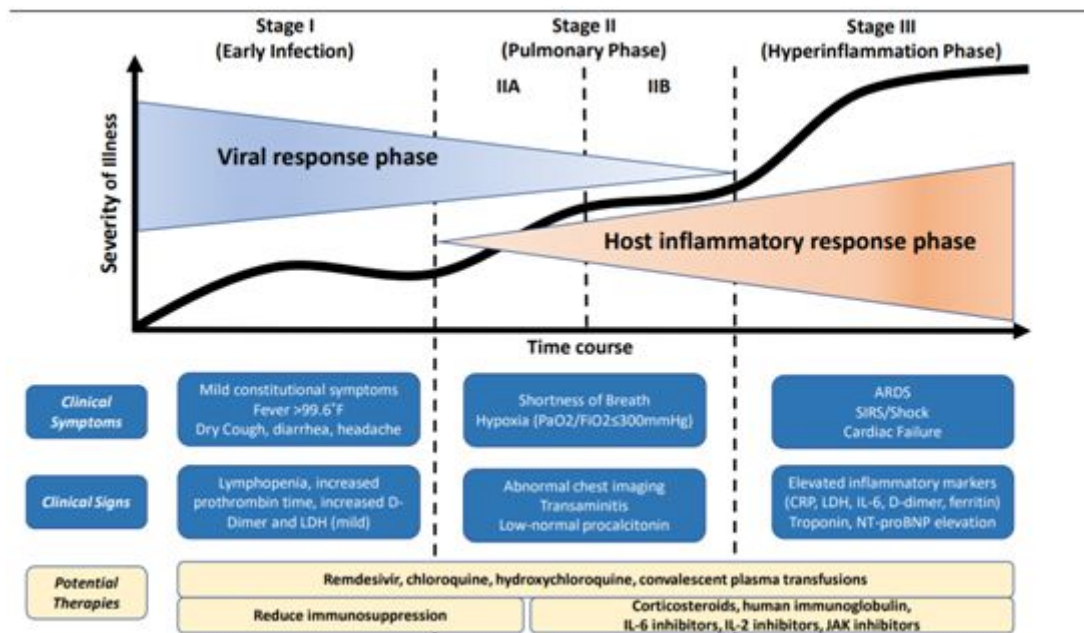 Stage I
(Early Infection)
Stage II
(Pulmonary Phase)
Stage III
(Hyperinflammation Phase)
IIA
IIB
Severity of Illness
Viral response phase
Host inflammatory response phase
Time course
Clinical
Symptoms
Mild constitutional symptoms
Fever >99.6°F
Dry Cough, diarrhea, headache
Shortness of Breath
Hypoxia (PaO2/FiO2≤300mmHg)
ARDS
SIRS/Shock
Cardiac Failure
Clinical Signs
Lymphopenia, increased
prothrombin time, increased D-
Dimer and LDH (mild)
Abnormal chest imaging
Transaminitis
Low-normal procalcitonin
Elevated inflammatory markers
(CRP, LDH, IL-6, D-dimer, ferritin)
Troponin, NT-proBNP elevation
Potential
Therapies
Remdesivir, chloroquine, hydroxychloroquine, convalescent plasma transfusions
Reduce immunosuppression
Corticosteroids, human immunoglobulin,
IL-6 inhibitors, IL-2 inhibitors, JAK inhibitors